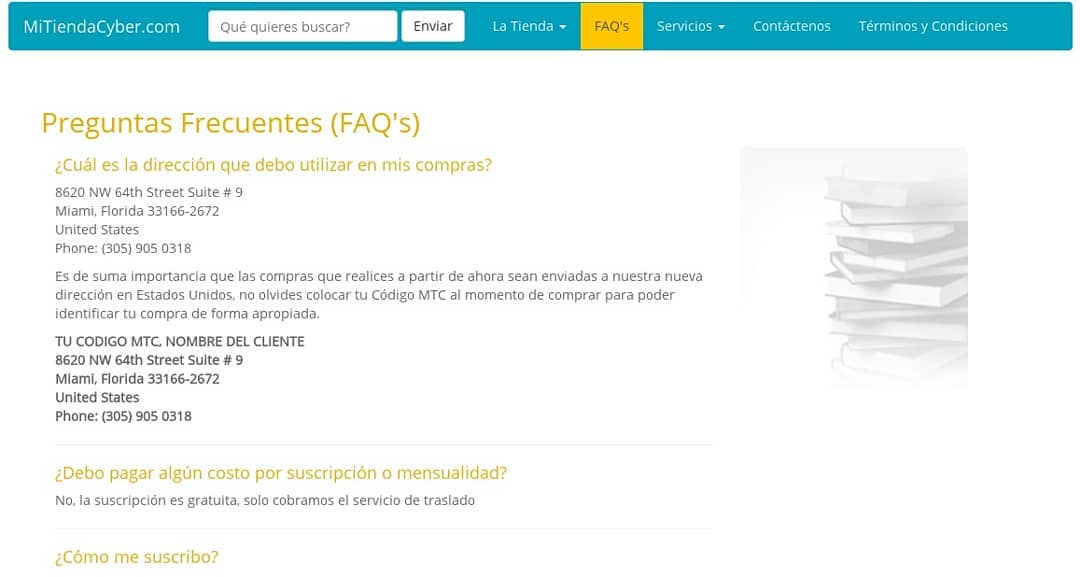 MiTiendaCyber.com
Qué quieres buscar?
Enviar
La Tienda
FAQ's
Servicios
Contáctenos
Términos y Condiciones
Preguntas Frecuentes (FAQ's)
¿Cuál es la dirección que debo utilizar en mis compras?
8620 NW 64th Street Suite # 9
Miami, Florida 33166-2672
United States
Phone: (305) 905 0318
Es de suma importancia que las compras que realices a partir de ahora sean enviadas a nuestra nueva
dirección en Estados Unidos, no olvides colocar tu Código MTC al momento de comprar para poder
identificar tu compra de forma apropiada.
TU CODIGO MTC, NOMBRE DEL CLIENTE
8620 NW 64th Street Suite # 9
Miami, Florida 33166-2672
United States
Phone: (305) 905 0318
¿Debo pagar algún costo por suscripción o mensualidad?
No, la suscripción es gratuita, solo cobramos el servicio de traslado
¿Cómo me suscribo?